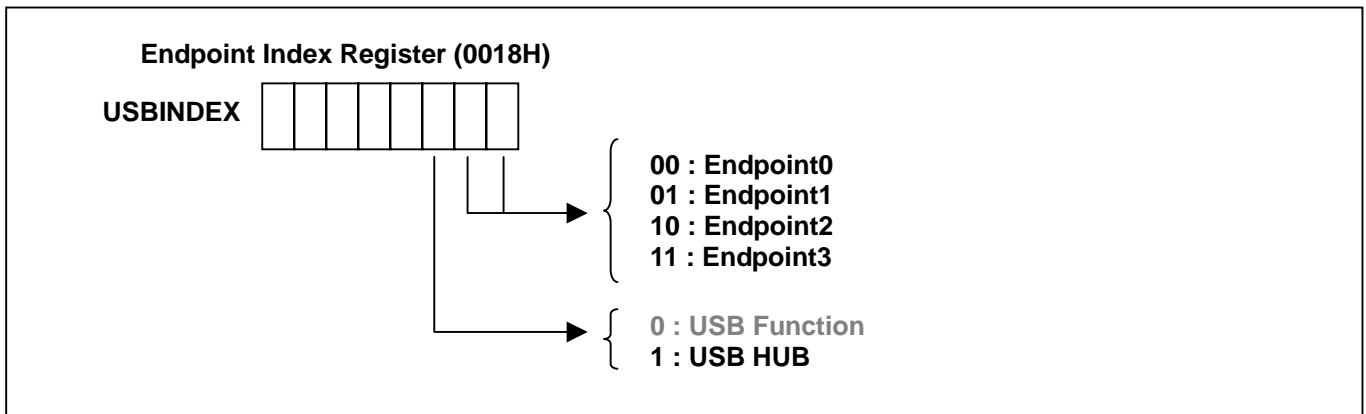 Endpoint Index Register (0018H)
USBINDEX
00 : Endpoint0
01 : Endpoint1
10 : Endpoint2
11 : Endpoint3
0 : USB Function
1 : USB HUB